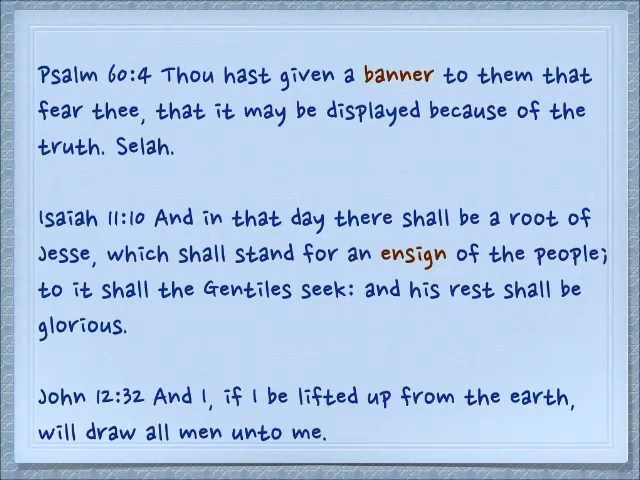 Psalm 60:4 Thou hast given a banner to them that
fear thee, that it may be displayed because of the
truth. Selah.
Isaiah 11:10 And in that day there shall be a root of
Jesse, which shall stand for an ensign of the people;
to it shall the Gentiles seek: and his rest shall be
glorious.
John 12:32 And I, if I be lifted up from the earth,
will draw all men unto me.